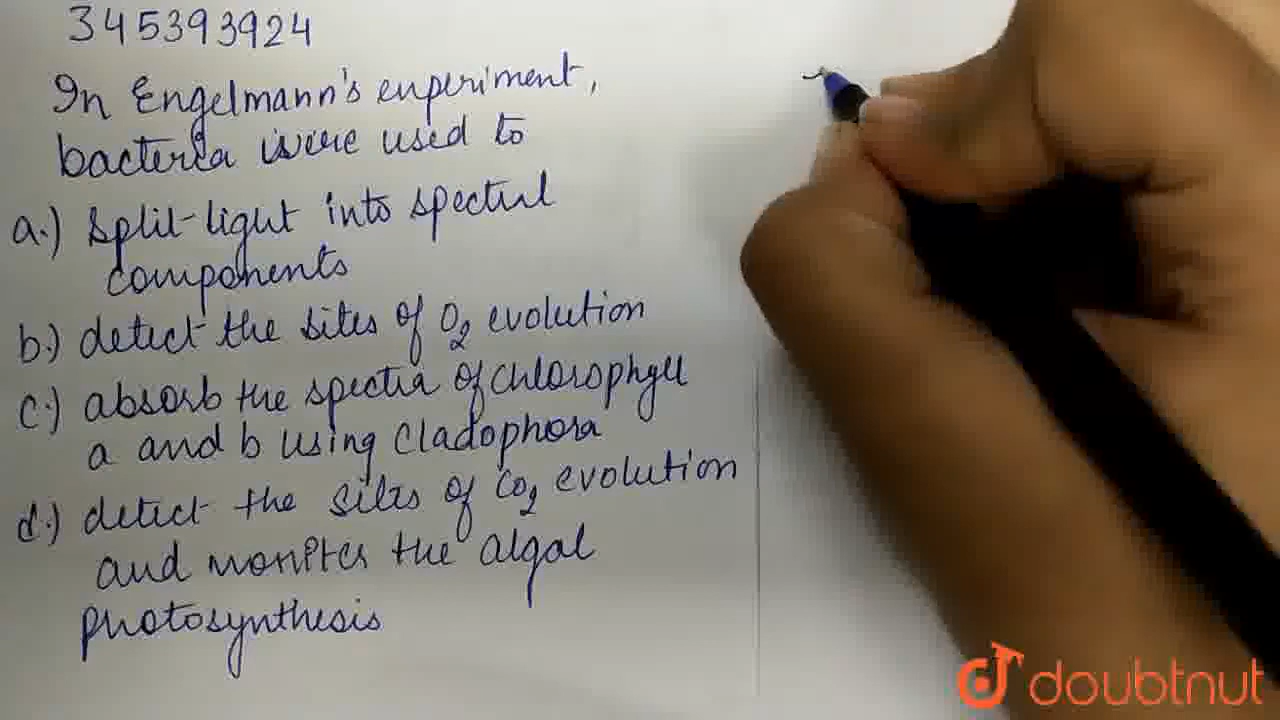 345393924
In Engelmann's enperiment,
bacteria were used to
a.) split-light into spectral
components
b.) detect the sites of O2 evolution
c.) absorb the spectra of chlorophyll
a and b using Cladophora
d.) detect the sites of CO2 evolution
and monitor the algal
photosynthesis
doubtnut